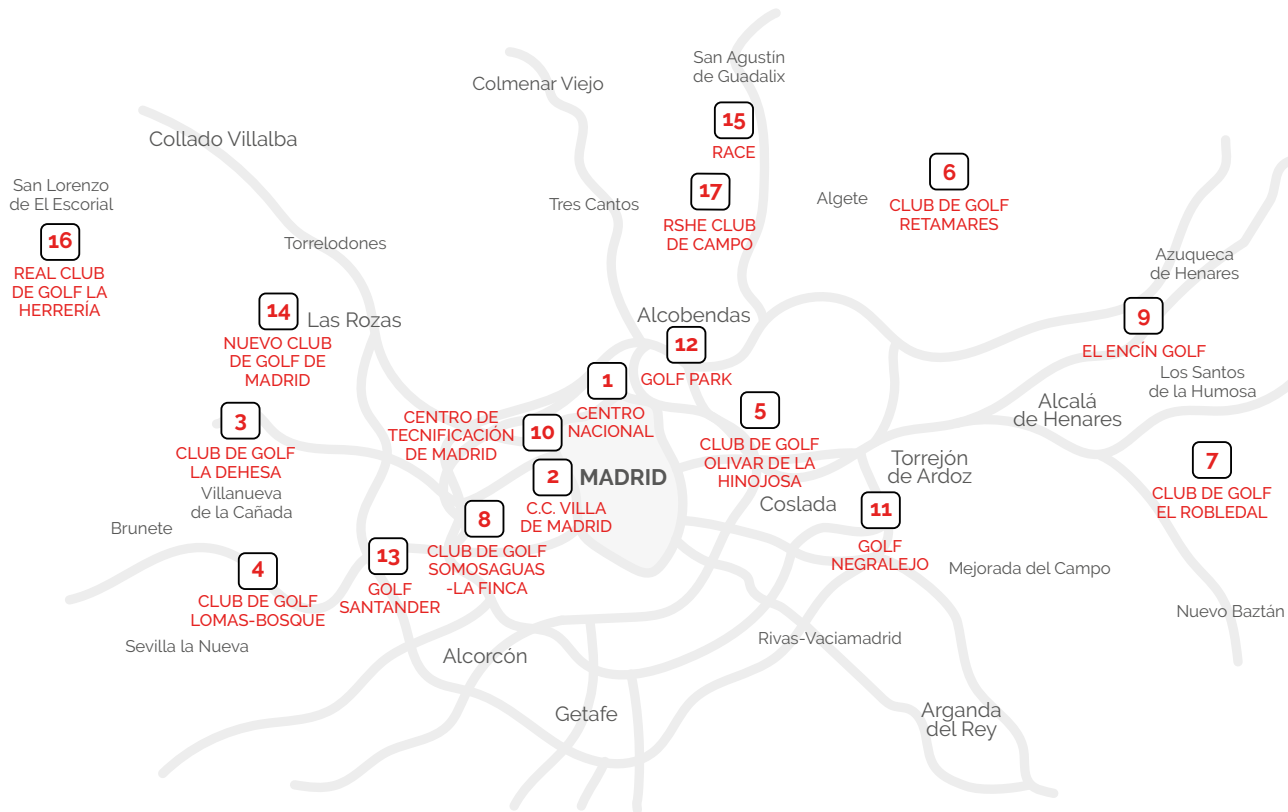 San Agustín
de Guadalix
Colmenar Viejo
15
RACE
Collado Villalba
6
CLUB DE GOLF
RETAMARES
17
RSHE CLUB
DE CAMPO
San Lorenzo
de El Escorial
Tres Cantos
Algete
16
REAL CLUB
DE GOLF LA
HERRERÍA
Torrelodones
Azuqueca
de Henares
14
NUEVO CLUB
DE GOLF DE
MADRID
Las Rozas
Alcobendas
9
EL ENCÍN GOLF
12
GOLF PARK
Los Santos
de la Humosa
1
CENTRO
NACIONAL
3
CLUB DE GOLF
LA DEHESA
CENTRO DE
TECNIFICACIÓN
DE MADRID
10
5
CLUB DE GOLF
OLIVAR DE LA
HINOJOSA
Alcalá
de Henares
2
C.C. VILLA
DE MADRID
MADRID
Torrejón
de Ardoz
7
CLUB DE GOLF
EL ROBLEDAL
Villanueva
de la Cañada
Coslada
Brunete
8
CLUB DE GOLF
SOMOSAGUAS
-LA FINCA
11
GOLF
NEGRALEJO
13
GOLF
SANTANDER
4
CLUB DE GOLF
LOMAS-BOSQUE
Mejorada del Campo
Nuevo Baztán
Sevilla la Nueva
Rivas-Vaciamadrid
Alcorcón
Getafe
Arganda
del Rey